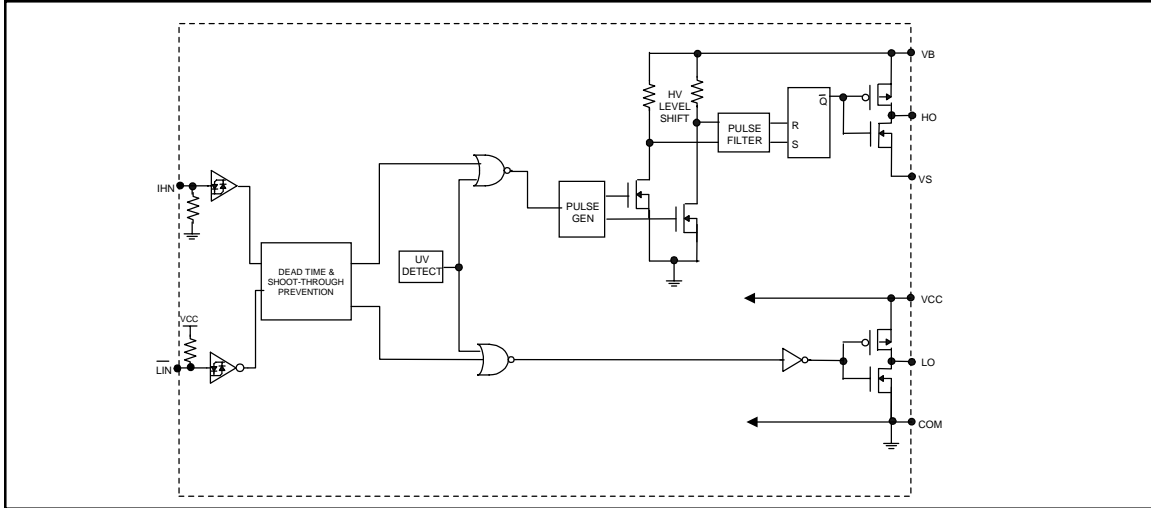 VB
HV
LEVEL
SHIFT
Q
HO
PULSE
FILTER
R
S
VS
IHN
PULSE
GEN
UV
DETECT
DEAD TIME &
SHOOT-THROUGH
PREVENTION
VCC
VCC
LIN
LO
COM